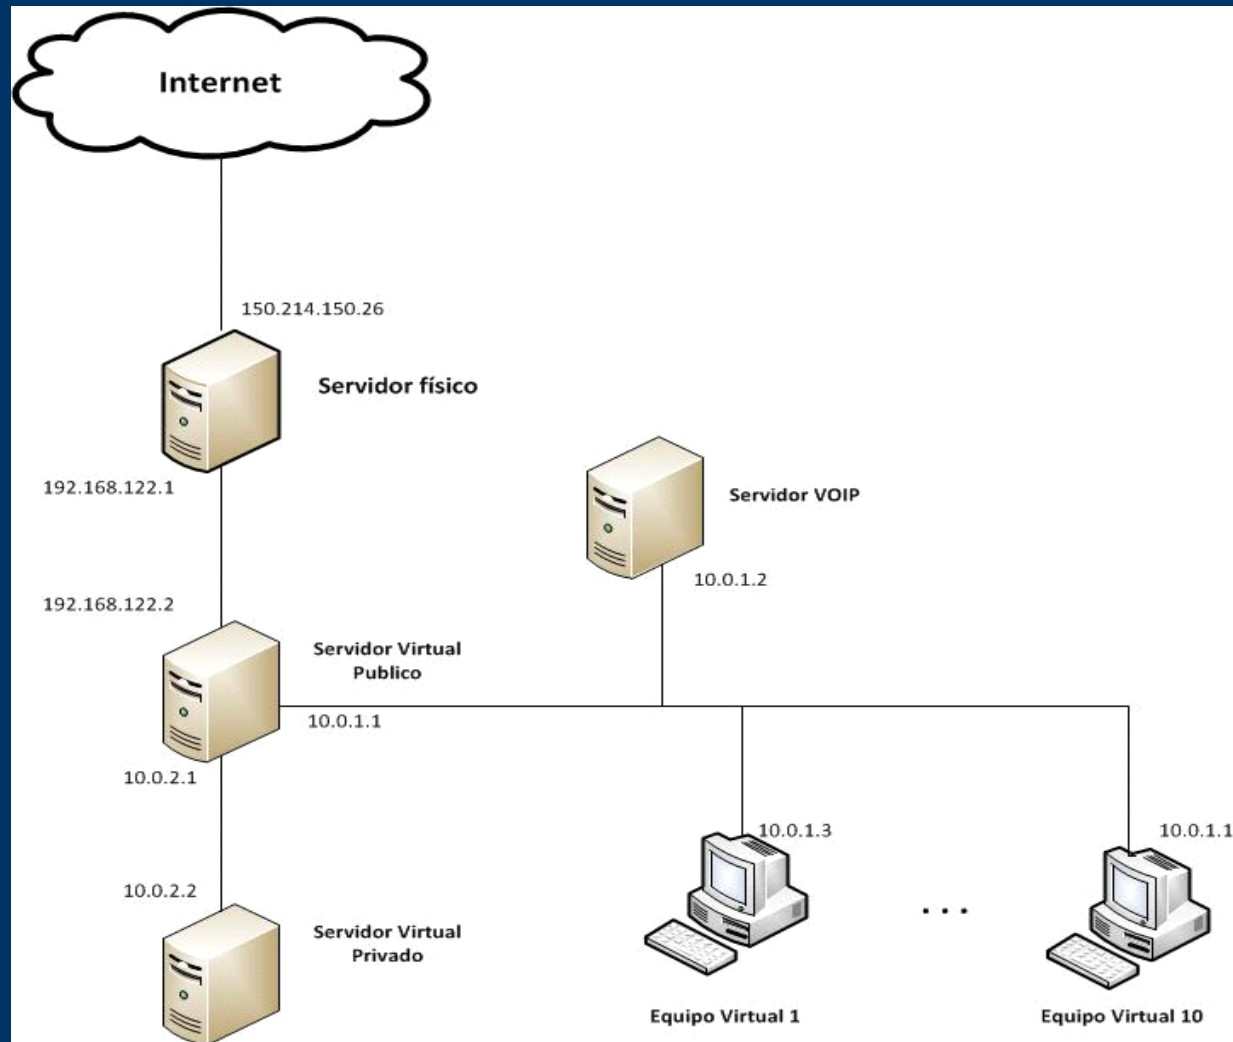 Internet
150.214.150.26
Servidor físico
192.168.122.1
Servidor VOIP
10.0.1.2
192.168.122.2
Servidor Virtual
Publico
10.0.1.1
10.0.2.1
10.0.1.3
10.0.1.1
10.0.2.2
. . .
Servidor Virtual
Privado
Equipo Virtual 1
Equipo Virtual 10